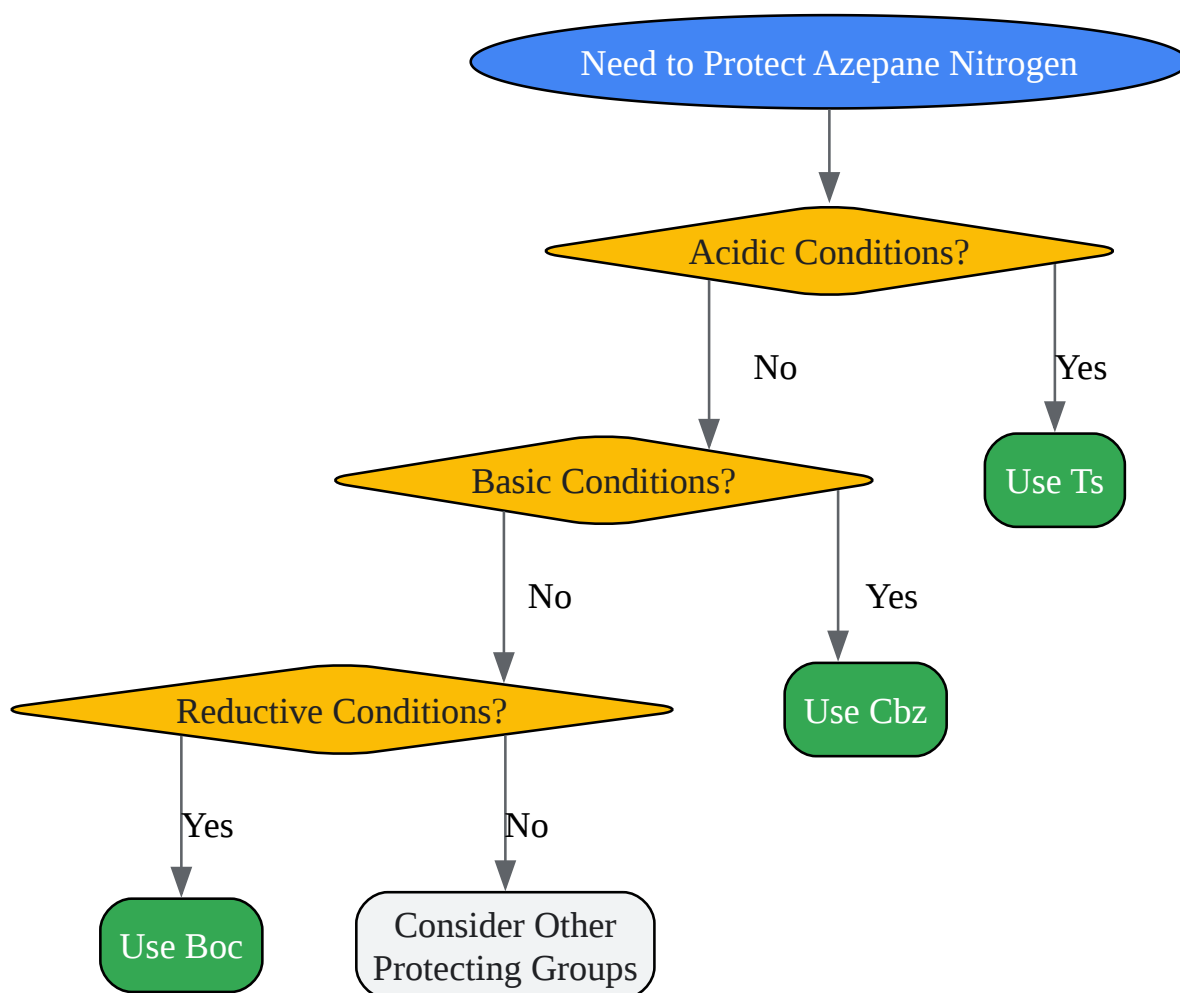 Need to Protect Azepane Nitrogen
Acidic Conditions?
No
Yes
Basic Conditions?
Use Ts
No
Yes
Reductive Conditions?
Use Cbz
Yes
No
Use Boc
Consider Other
Protecting Groups